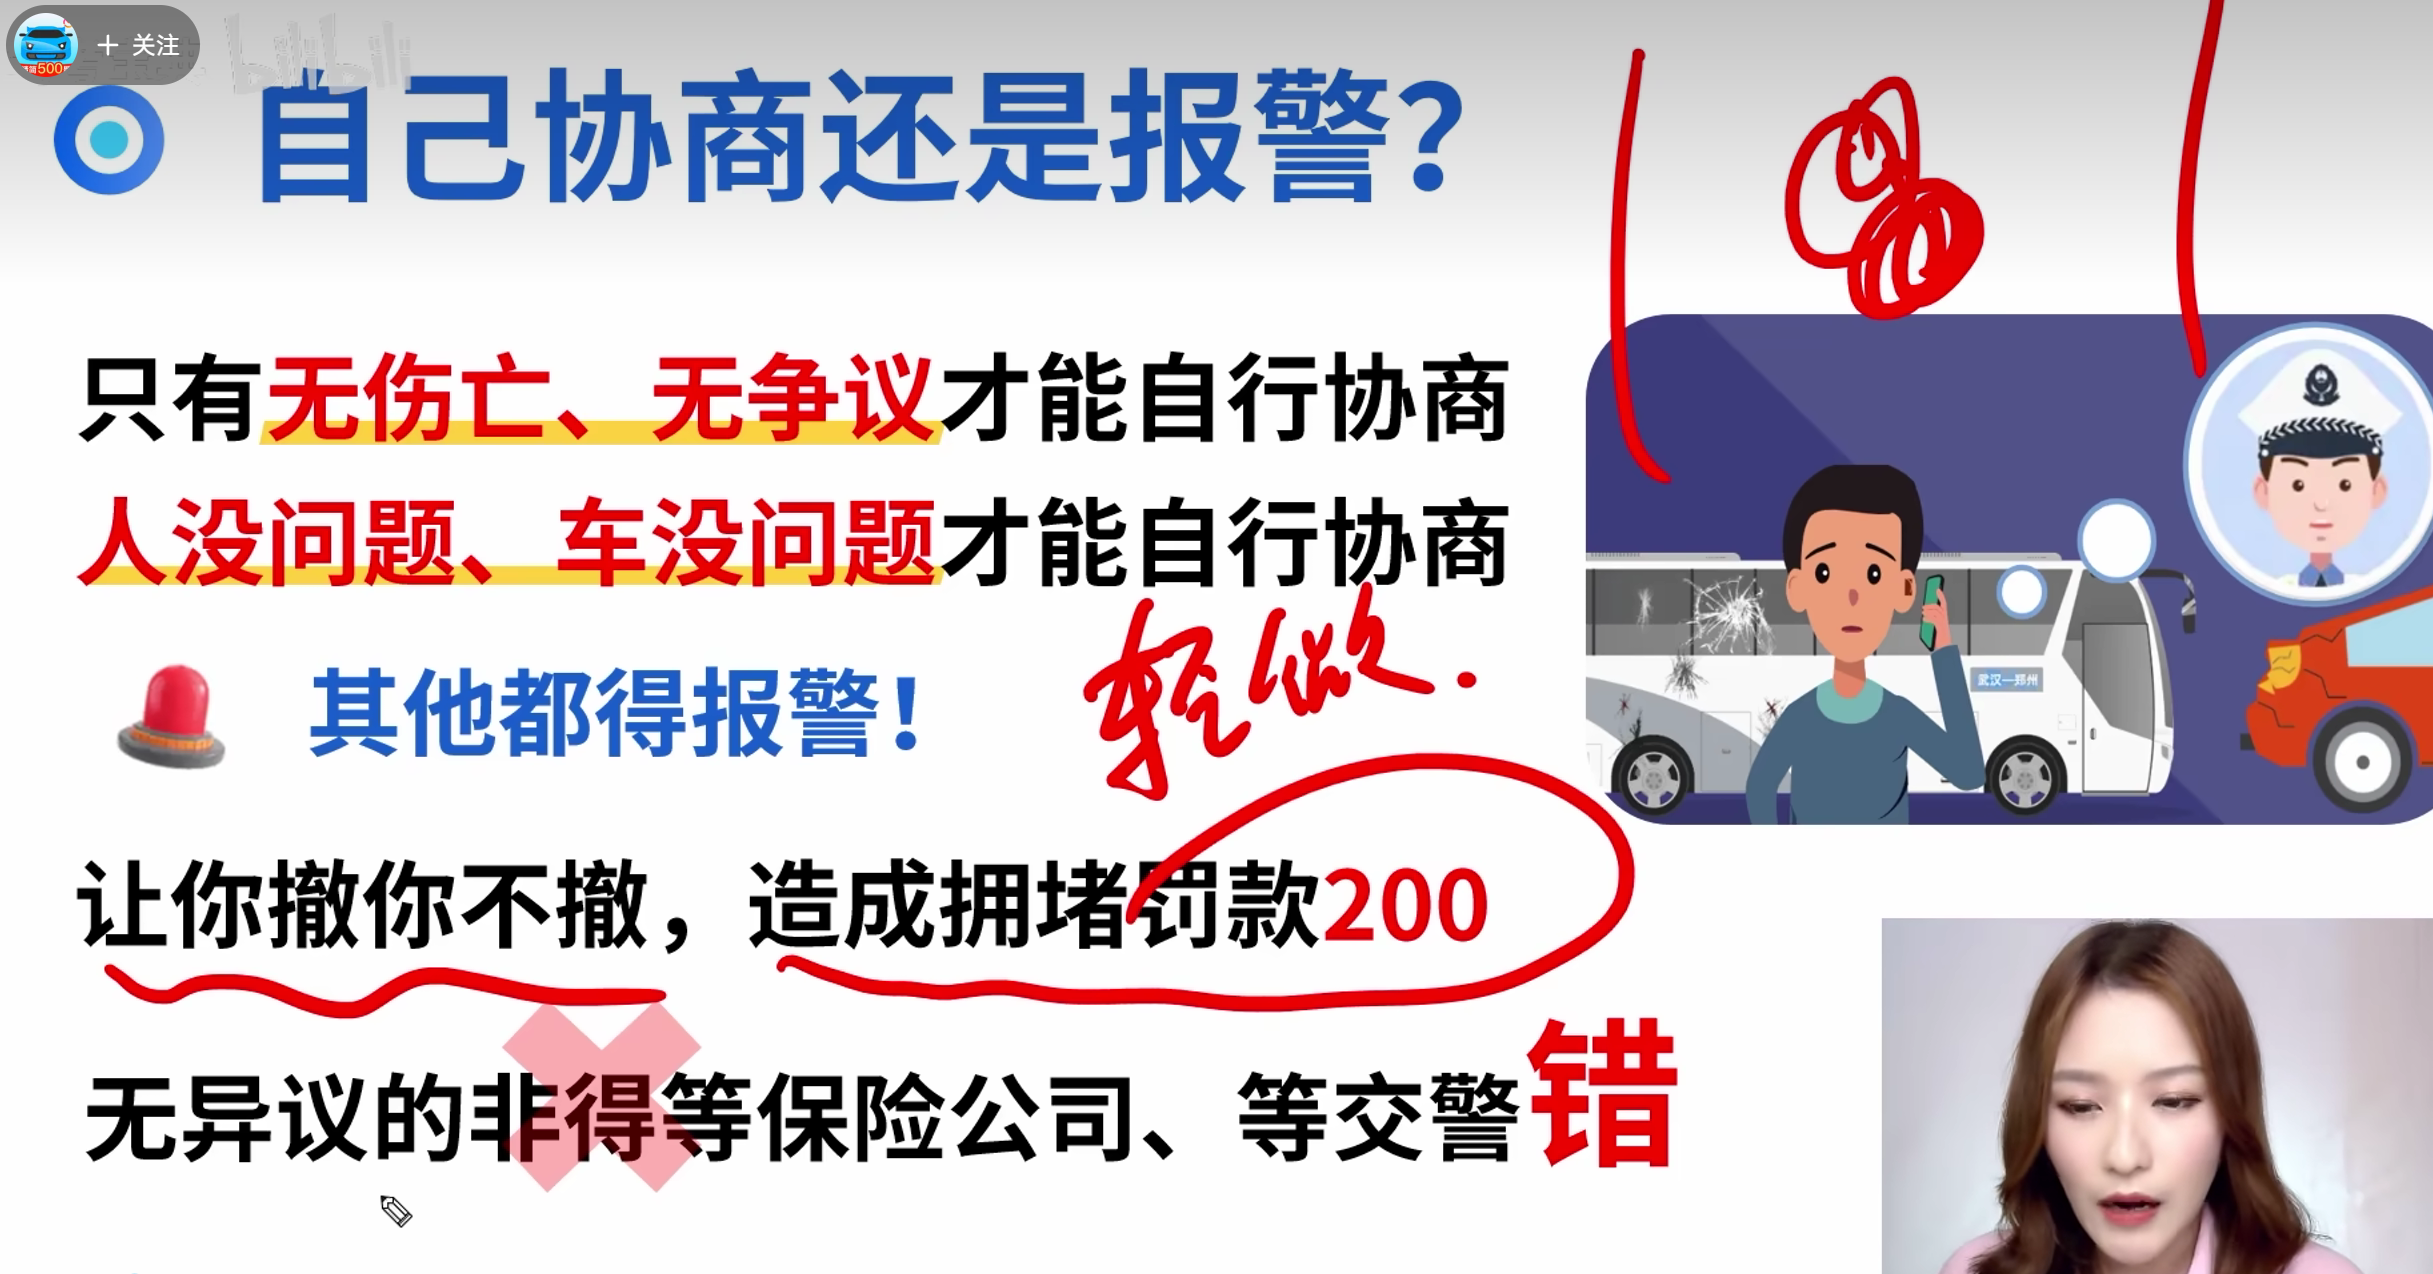 + 关注
bilibili
500
自己协商还是报警?
只有无伤亡、无争议才能自行协商
人没问题、车没问题才能自行协商
轻微.
其他都得报警!
武汉—郑州
让你撤你不撤，造成拥堵罚款200
无异议的非得等保险公司、等交警错